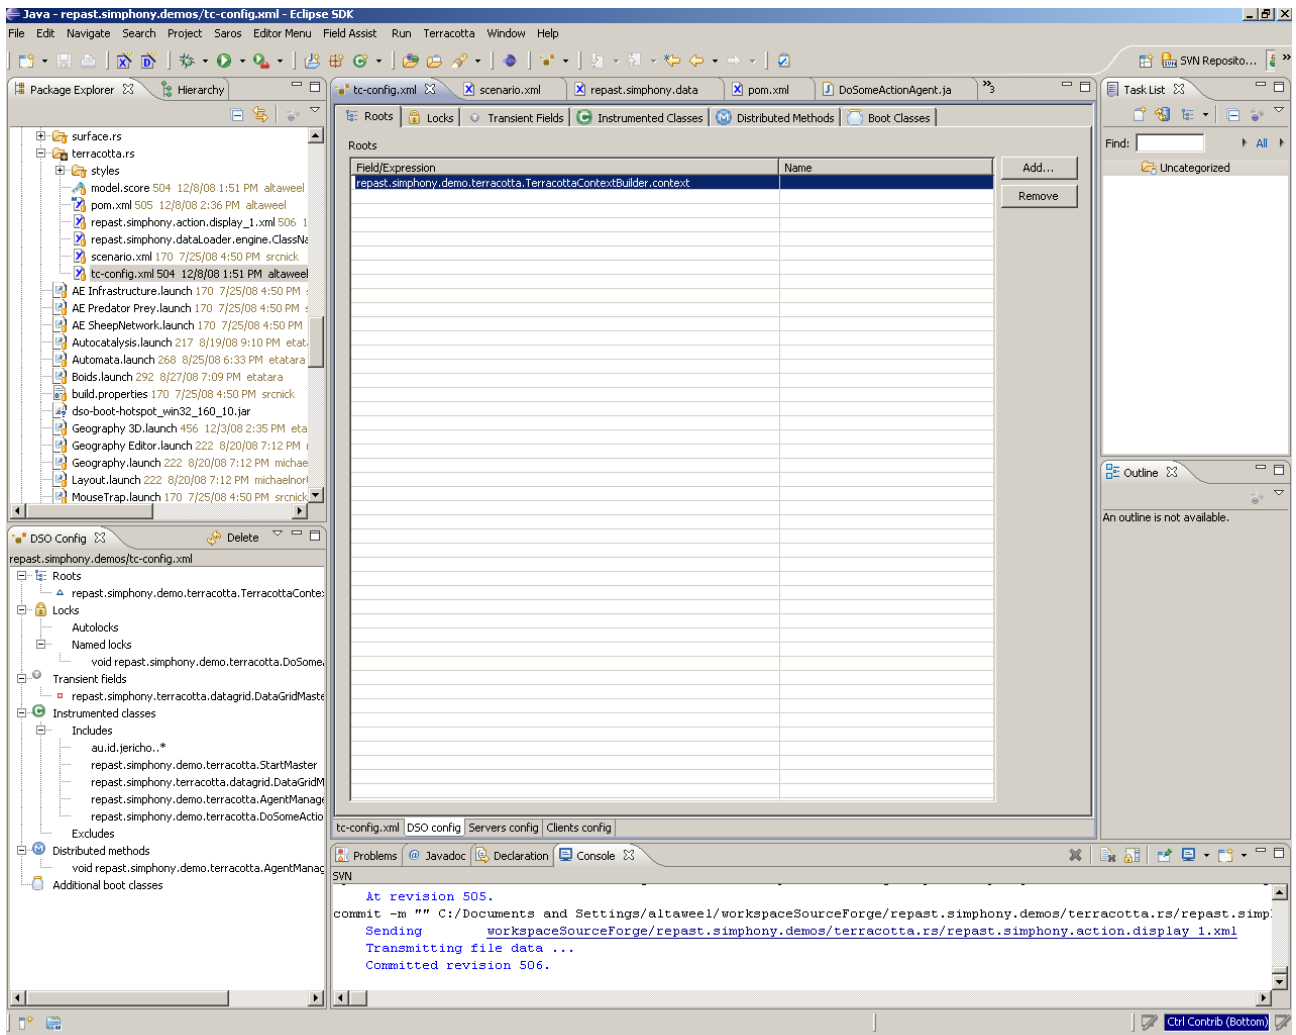 Java - repast.simphony.demos/tc-config.xml - Eclipse SDK
File Edit Navigate Search Project Saros Editor Menu Field Assist Run Terracotta Window Help
SVN Reposito...
Package Explorer
Hierarchy
surface.rs
terracotta.rs
styles
model.score 504 12/8/08 1:51 PM altaweel
pom.xml 505 12/8/08 2:36 PM altaweel
repast.simphony.action.display_1.xml 506 1
repast.simphony.dataLoader.engine.ClassNa
scenario.xml 170 7/25/08 4:50 PM srcnick
tc-config.xml 504 12/8/08 1:51 PM altaweel
AE Infrastructure.launch 170 7/25/08 4:50 PM
AE Predator Prey.launch 170 7/25/08 4:50 PM
AE SheepNetwork.launch 170 7/25/08 4:50 PM
Autocatalysis.launch 217 8/19/08 9:10 PM etat
Automata.launch 268 8/25/08 6:33 PM etatara
Boids.launch 292 8/27/08 7:09 PM etatara
build.properties 170 7/25/08 4:50 PM srcnick
dso-boot-hotspot_win32_160_10.jar
Geography 3D.launch 456 12/3/08 2:35 PM eta
Geography Editor.launch 222 8/20/08 7:12 PM
Geography.launch 222 8/20/08 7:12 PM michae
Layout.launch 222 8/20/08 7:12 PM michaelnor
MouseTrap.launch 170 7/25/08 4:50 PM srcnick
DSO Config
Delete
repast.simphony.demos/tc-config.xml
Roots
repast.simphony.demo.terracotta.TerracottaContex
Locks
Autolocks
Named locks
void repast.simphony.demo.terracotta.DoSome
Transient fields
repast.simphony.terracotta.datagrid.DataGridMaste
Instrumented classes
Includes
au.id.jericho..*
repast.simphony.demo.terracotta.StartMaster
repast.simphony.terracotta.datagrid.DataGridM
repast.simphony.demo.terracotta.AgentManage
repast.simphony.demo.terracotta.DoSomeActio
Excludes
Distributed methods
void repast.simphony.demo.terracotta.AgentManag
Additional boot classes
tc-config.xml
scenario.xml
repast.simphony.data
pom.xml
DoSomeActionAgent.ja
3
Roots
Locks
Transient Fields
Instrumented Classes
Distributed Methods
Boot Classes
Roots
Field/Expression Name
repast.simphony.demo.terracotta.TerracottaContextBuilder.context
Add...
Remove
tc-config.xml DSO config Servers config Clients config
Task List
Find: All
Uncategorized
Outline
An outline is not available.
Problems @ Javadoc Declaration Console
SVN
At revision 505.
commit -m "" C:/Documents and Settings/altaweel/workspaceSourceForge/repast.simphony.demos/terracotta.rs/repast.simpl
Sending workspaceSourceForge/repast.simphony.demos/terracotta.rs/repast.simphony.action.display_1.xml
Transmitting file data ...
Committed revision 506.
Ctrl Contrib (Bottom)